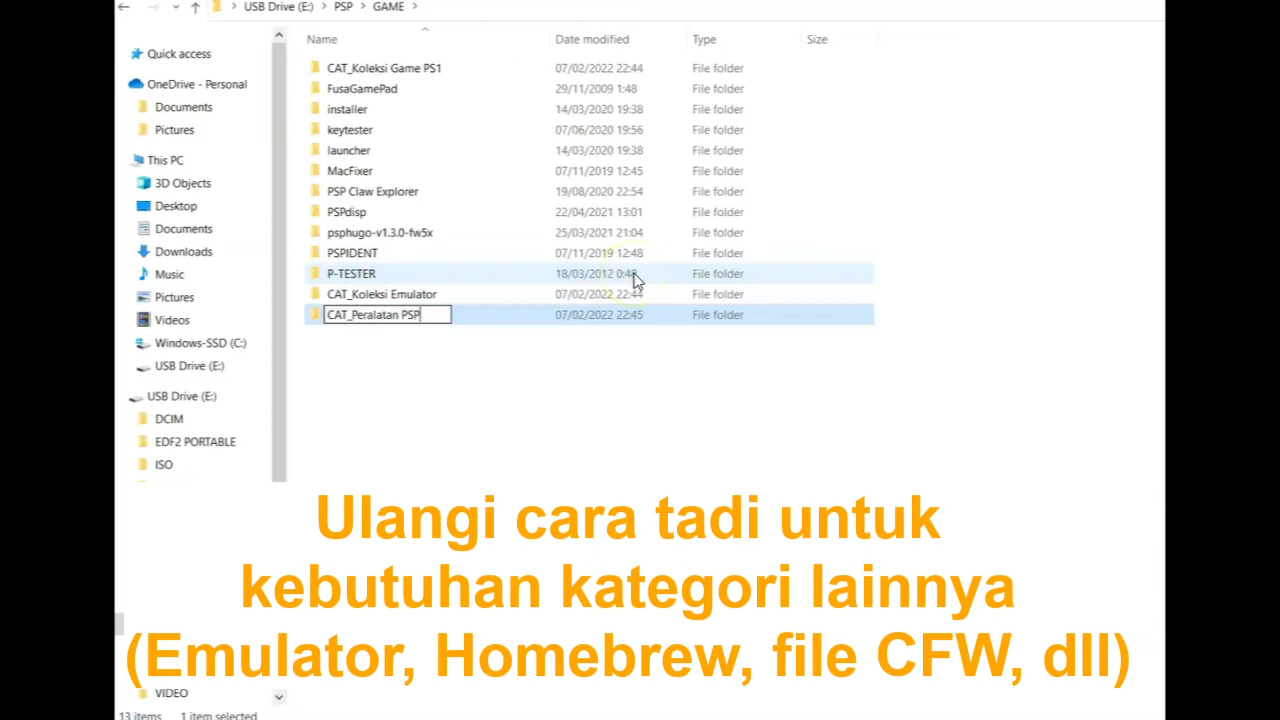 USB Drive (E:) > PSP > GAME >
Name Date modified Type Size
Quick access
OneDrive - Personal
Documents
Pictures
This PC
3D Objects
Desktop
Documents
Downloads
Music
Pictures
Videos
Windows-SSD (C:)
USB Drive (E:)
USB Drive (E:)
DCIM
EDF2 PORTABLE
ISO
VIDEO
CAT_Koleksi Game PS1 07/02/2022 22:44 File folder
FusaGamePad 29/11/2009 1:48 File folder
installer 14/03/2020 19:38 File folder
keytester 07/06/2020 19:56 File folder
launcher 14/03/2020 19:38 File folder
MacFixer 07/11/2019 12:45 File folder
PSP Claw Explorer 19/08/2020 22:54 File folder
PSPdisp 22/04/2021 13:01 File folder
psphugo-v1.3.0-fw5x 25/03/2021 21:04 File folder
PSPIDENT 07/11/2019 12:48 File folder
P-TESTER 18/03/2012 File folder
CAT_Koleksi Emulator 07/02/2022 22:44 File folder
CAT_Peralatan PSP 07/02/2022 22:45 File folder
Ulangi cara tadi untuk
kebutuhan kategori lainnya
(Emulator, Homebrew, file CFW, dll)
13 items 1 item selected